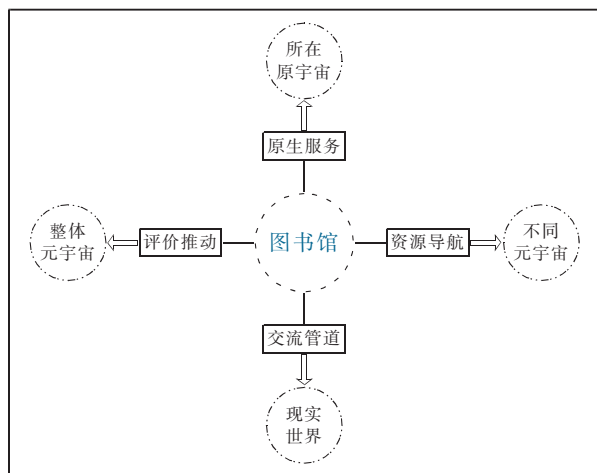 所在
原宇宙
原生服务
整体
元宇宙
评价推动
图书馆
资源导航
不同
元宇宙
交流管道
现实
世界